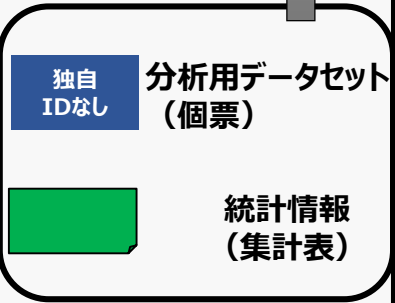 独自
IDなし
分析用データセット
（個票）
統計情報
（集計表）